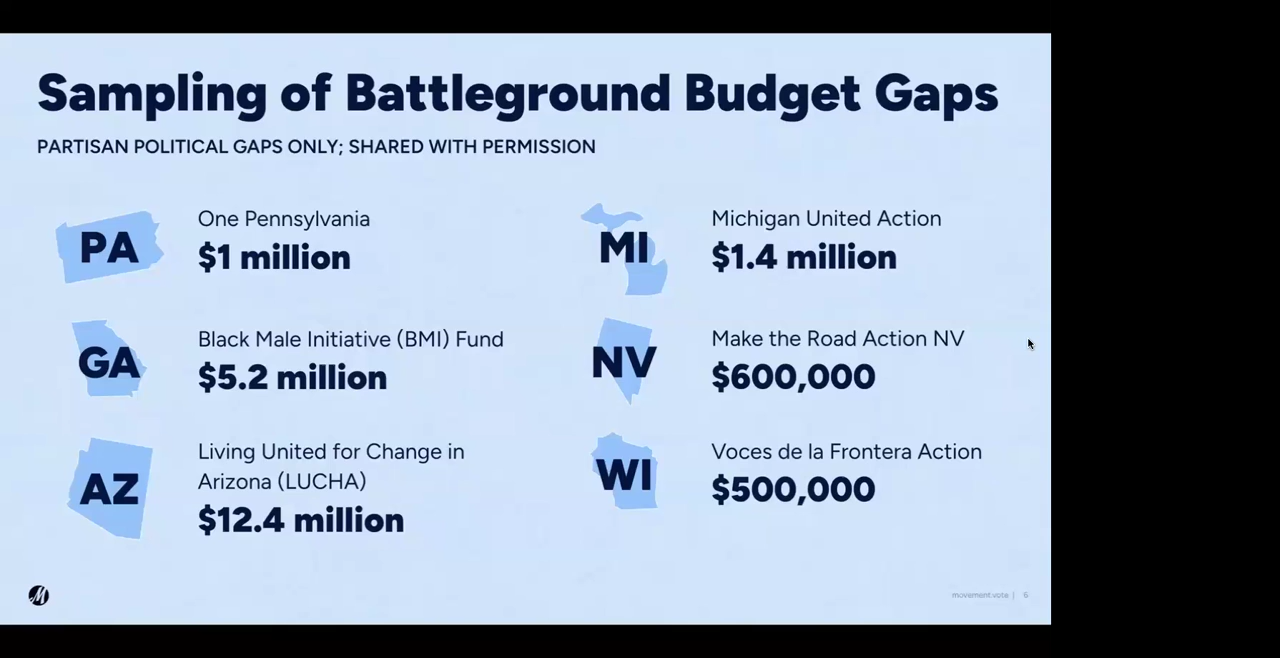 Sampling of Battleground Budget Gaps
PARTISAN POLITICAL GAPS ONLY; SHARED WITH PERMISSION
PA
One Pennsylvania
$1 million
MI
Michigan United Action
$1.4 million
GA
Black Male Initiative (BMI) Fund
$5.2 million
NV
Make the Road Action NV
$600,000
AZ
Living United for Change in
Arizona (LUCHA)
$12.4 million
WI
Voces de la Frontera Action
$500,000
M
movement.vote | 6